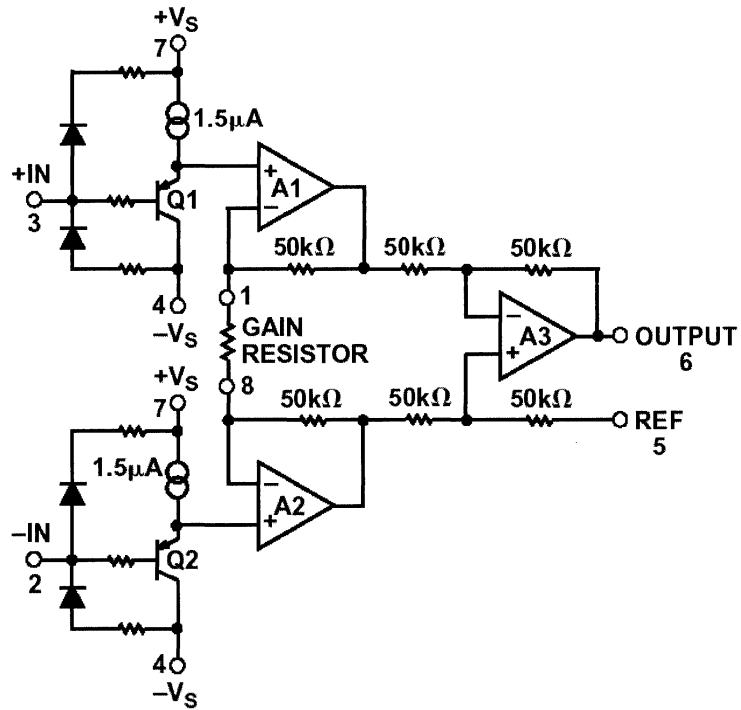 +VS
7
1.5µA
+IN
3
Q1
+
A1
−
50kΩ
50kΩ
50kΩ
4
−VS
1
GAIN
RESISTOR
8
−
A3
+
OUTPUT
6
+VS
7
50kΩ
50kΩ
50kΩ
REF
5
1.5µA
−
A2
+
−IN
2
Q2
4
−VS